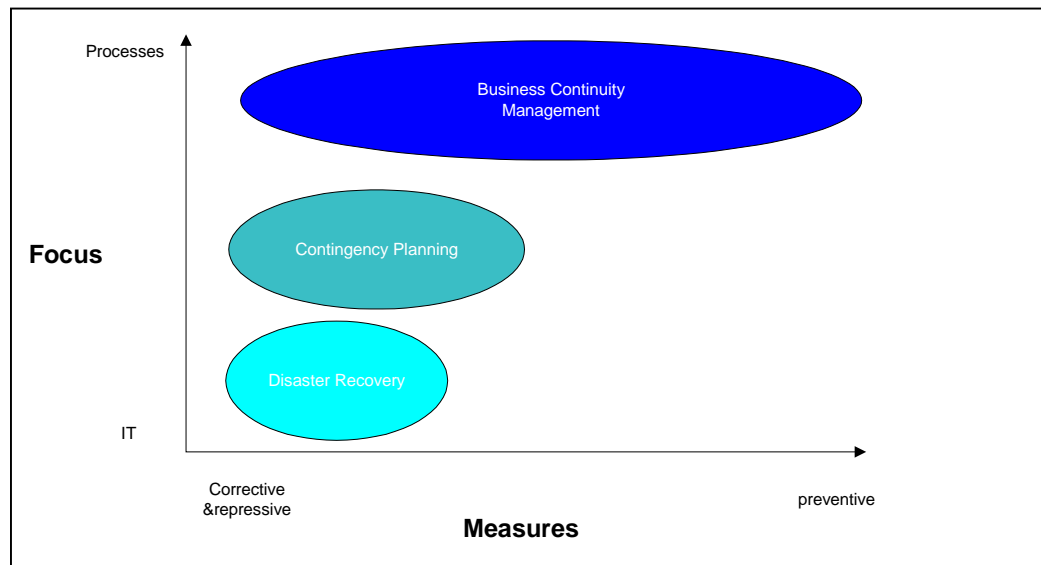 Processes
Business Continuity
Management
Focus
Contingency Planning
Disaster Recovery
IT
Corrective
&repressive
preventive
Measures